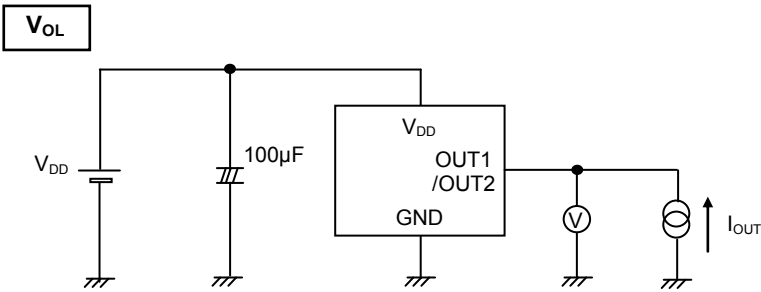 VOL
VDD
100µF
VDD
OUT1
/OUT2
GND
V
IOUT